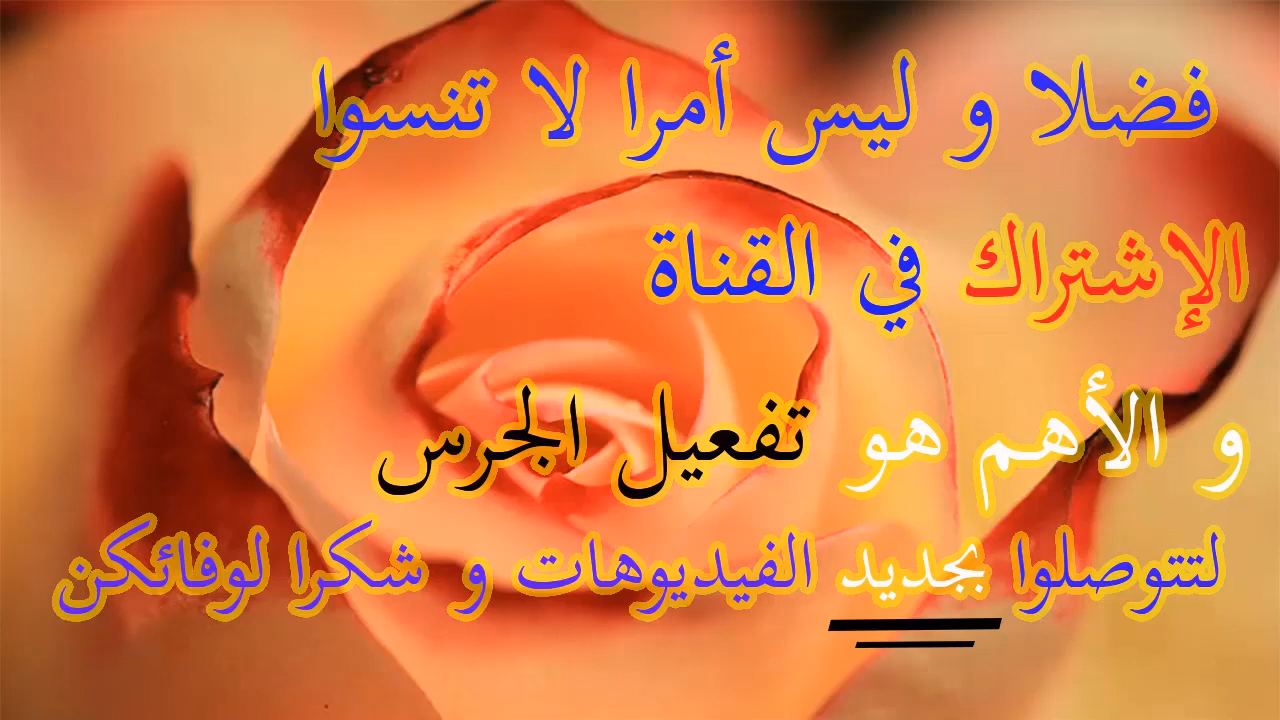 فضلا و ليس أمرا لا تنسوا
الإشتراك في القناة
و الأهم هو تفعيل الجرس
لتتوصلوا بجديد الفيديوهات و شكرا لوفائكن